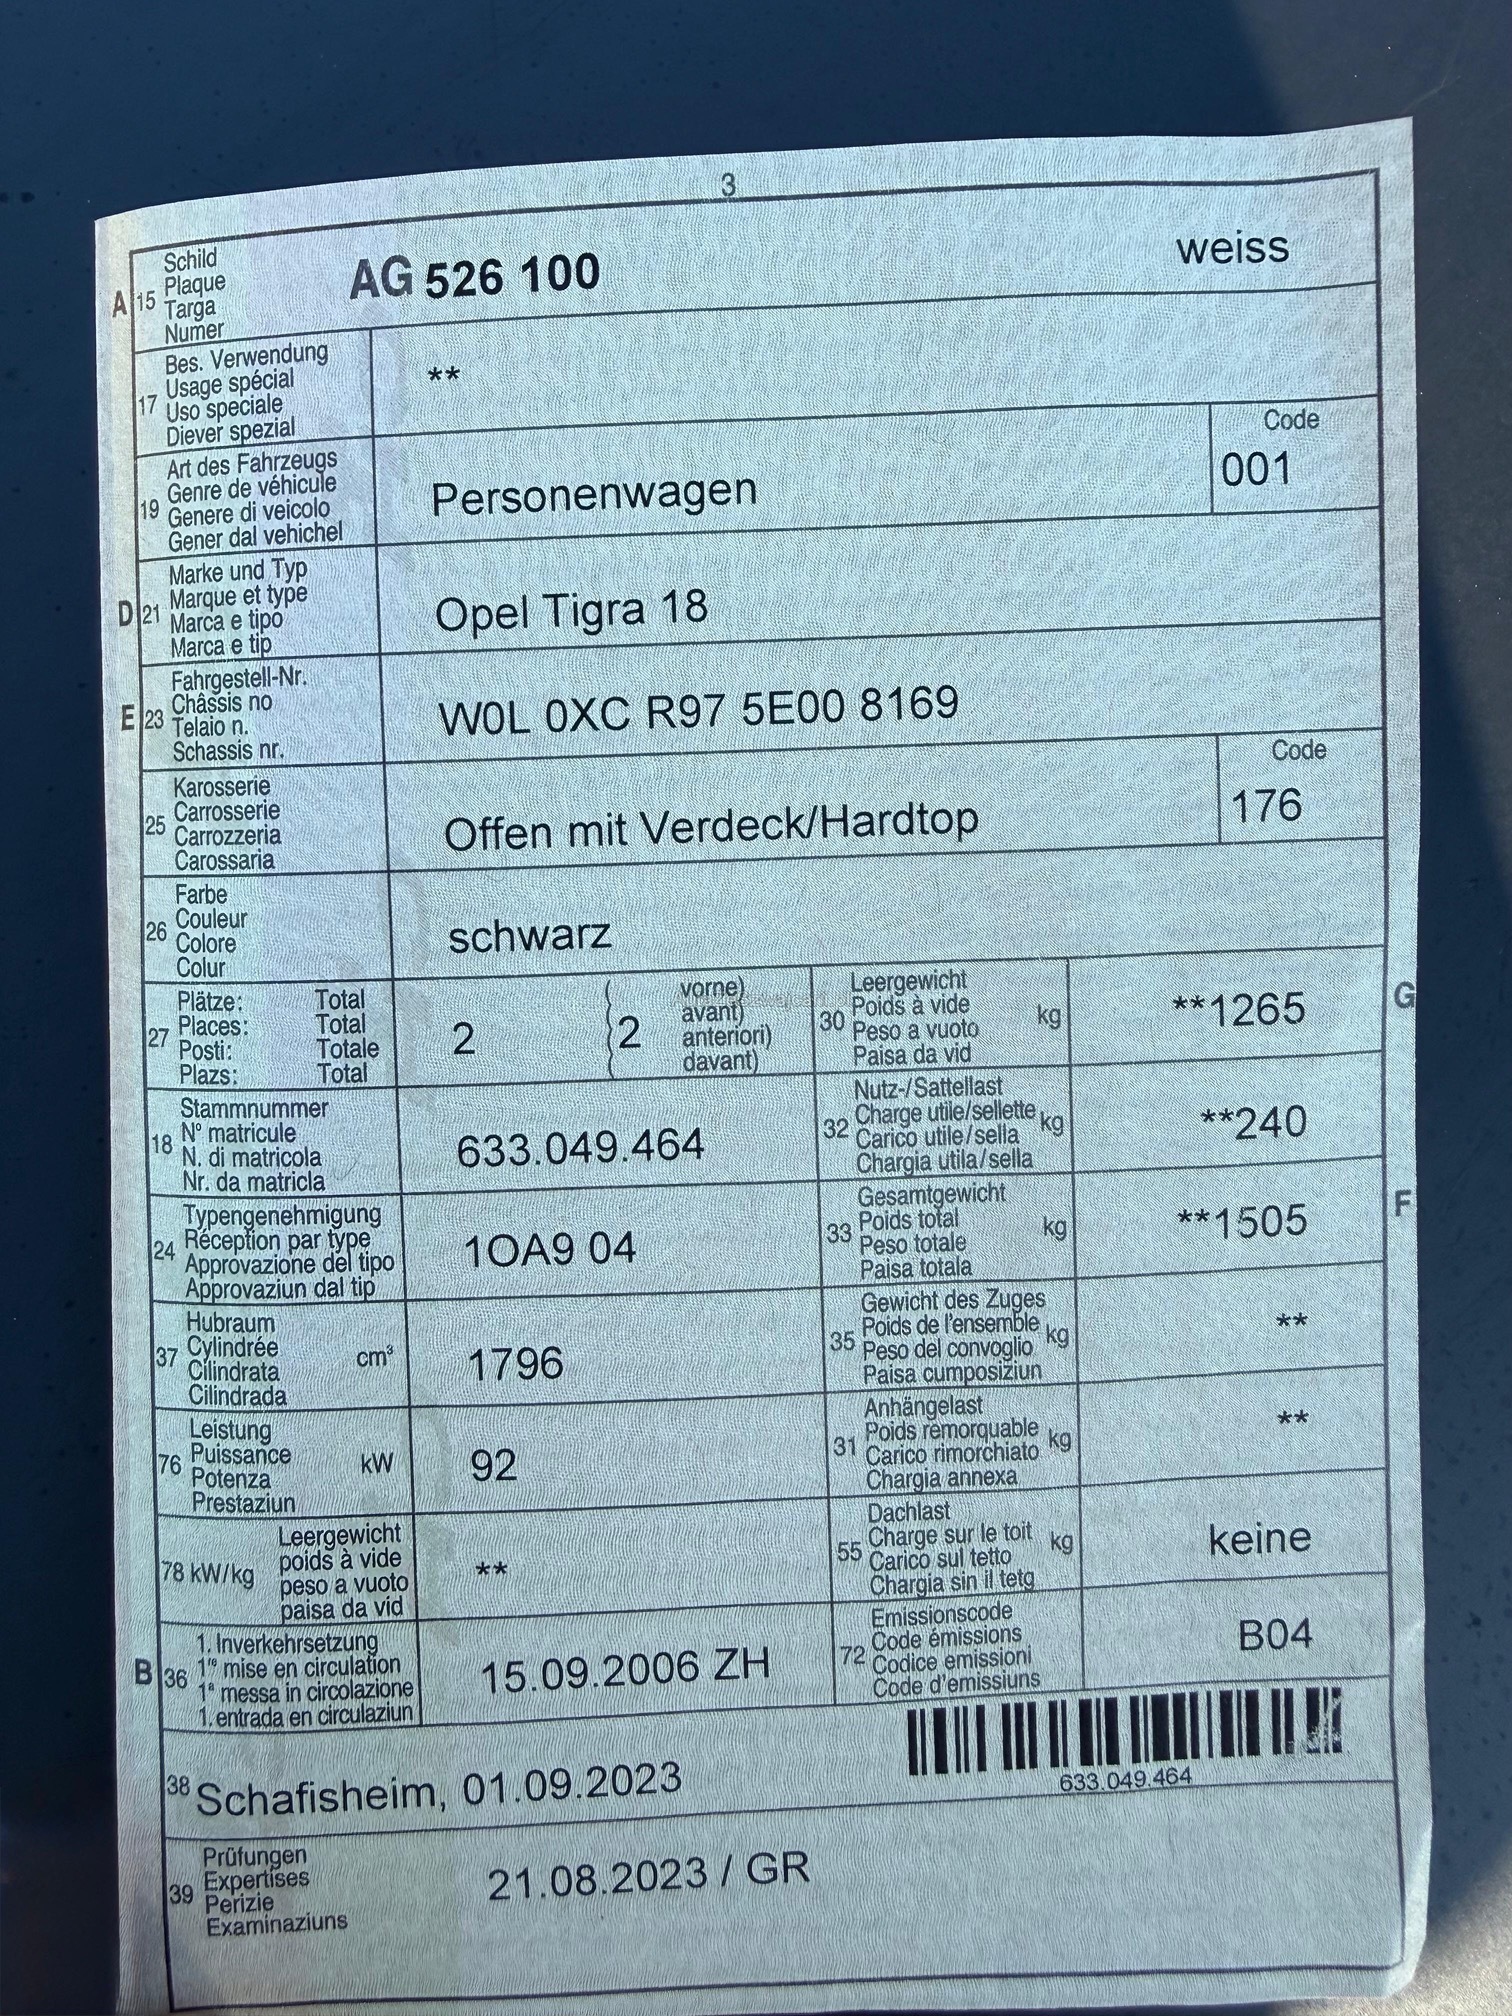 3
A 15 Schild
Plaque
Targa
Numer
AG 526 100
weiss
17 Bes. Verwendung
Usage spécial
Uso speciale
Diever spezial
**
19 Art des Fahrzeugs
Genre de véhicule
Genere di veicolo
Gener dal vehichel
Personenwagen
Code
001
D 21 Marke und Typ
Marque et type
Marca e tipo
Marca e tip
Opel Tigra 18
E 23 Fahrgestell-Nr.
Châssis no
Telaio n.
Schassis nr.
W0L 0XC R97 5E00 8169
25 Karosserie
Carrosserie
Carrozzeria
Carossaria
Offen mit Verdeck/Hardtop
Code
176
26 Farbe
Couleur
Colore
Colur
schwarz
27 Plätze: Total
Places: Total
Posti: Totale
Plazs: Total
2
2
vorne)
avant)
anteriori)
davant)
30 Leergewicht
Poids à vide
Peso a vuoto
Paisa da vid
kg
**1265
G
18 Stammnummer
N° matricule
N. di matricola
Nr. da matricla
633.049.464
32 Nutz-/Sattellast
Charge utile/sellette
Carico utile/sella
Chargia utila/sella
kg
**240
24 Typengenehmigung
Réception par type
Approvazione del tipo
Approvaziun dal tip
1OA9 04
33 Gesamtgewicht
Poids total
Peso totale
Paisa totala
kg
**1505
F
37 Hubraum
Cylindrée
Cilindrata
Cilindrada
cm³
1796
35 Gewicht des Zuges
Poids de l'ensemble
Peso del convoglio
Paisa cumposiziun
kg
**
76 Leistung
Puissance
Potenza
Prestaziun
kW
92
31 Anhängelast
Poids remorquable
Carico rimorchiato
Chargia annexa
kg
**
78 kW/kg
Leergewicht
poids à vide
peso a vuoto
paisa da vid
**
55 Dachlast
Charge sur le toit
Carico sul tetto
Chargia sin il tetg
kg
keine
B 36 1. Inverkehrsetzung
1re mise en circulation
1a messa in circolazione
1. entrada en circulaziun
15.09.2006 ZH
72 Emissionscode
Code émissions
Codice emissioni
Code d'emissiuns
B04
38 Schafisheim, 01.09.2023
633.049.464
39 Prüfungen
Expertises
Perizie
Examinaziuns
21.08.2023 / GR